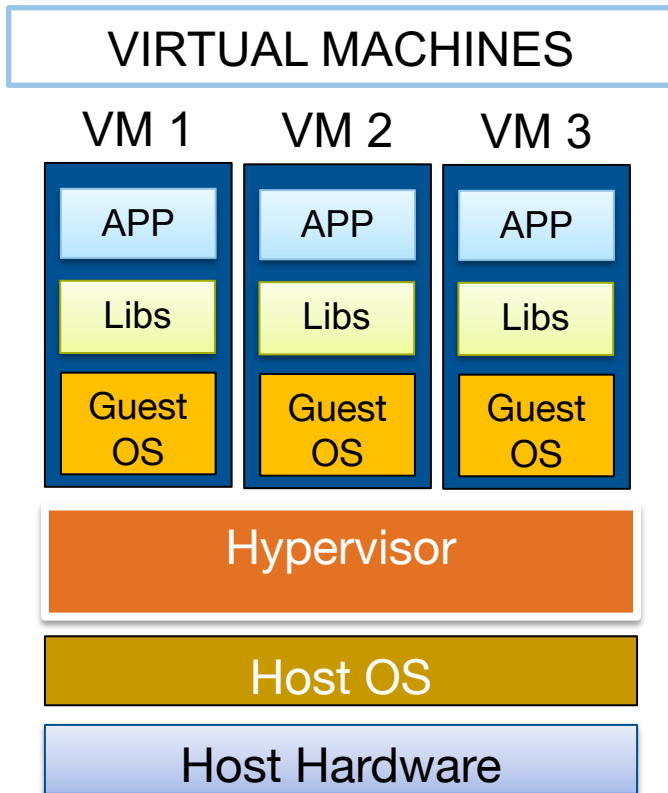 VIRTUAL MACHINES
VM 1 VM 2 VM 3
APP APP APP
Libs Libs Libs
Guest Guest Guest
OS OS OS
Hypervisor
Host OS
Host Hardware